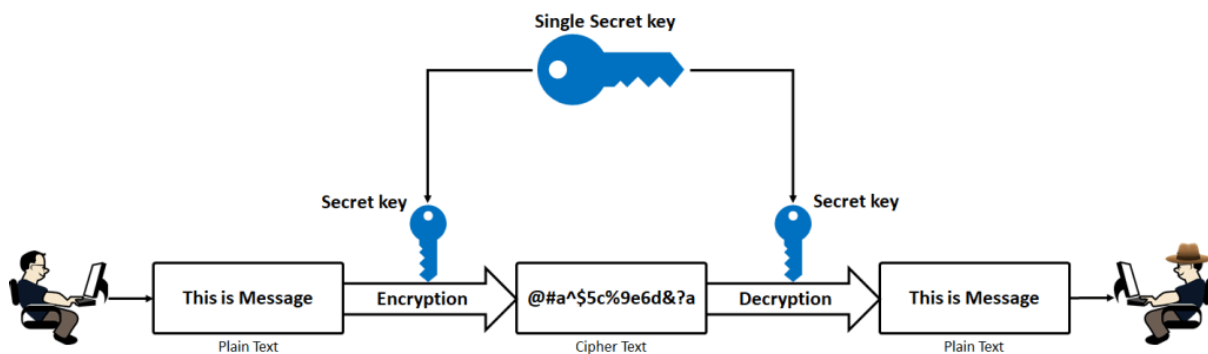 Single Secret key
Secret key
Secret key
This is Message
Encryption
@#a^$5c%9e6d&?a
Decryption
This is Message
Plain Text
Cipher Text
Plain Text